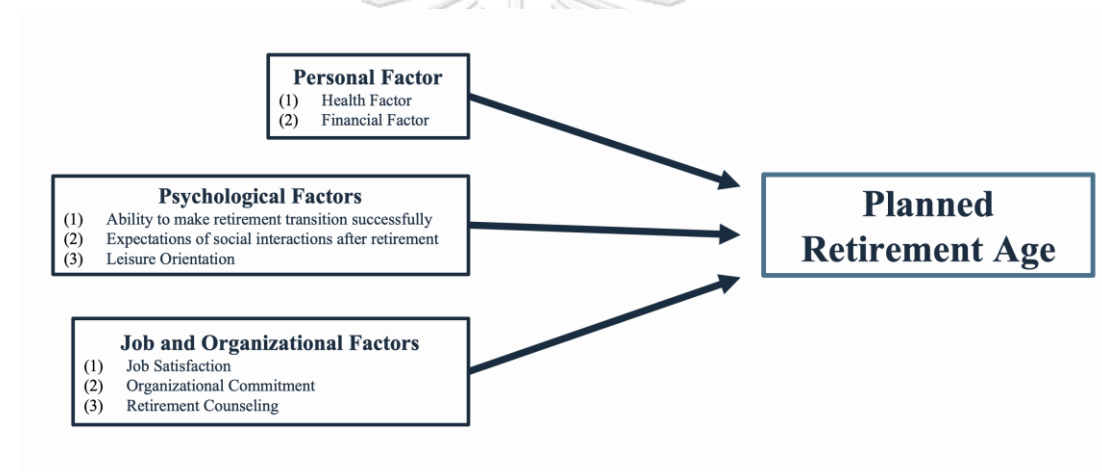 Personal Factor
(1) Health Factor
(2) Financial Factor
Psychological Factors
(1) Ability to make retirement transition successfully
(2) Expectations of social interactions after retirement
(3) Leisure Orientation
Job and Organizational Factors
(1) Job Satisfaction
(2) Organizational Commitment
(3) Retirement Counseling
Planned
Retirement Age